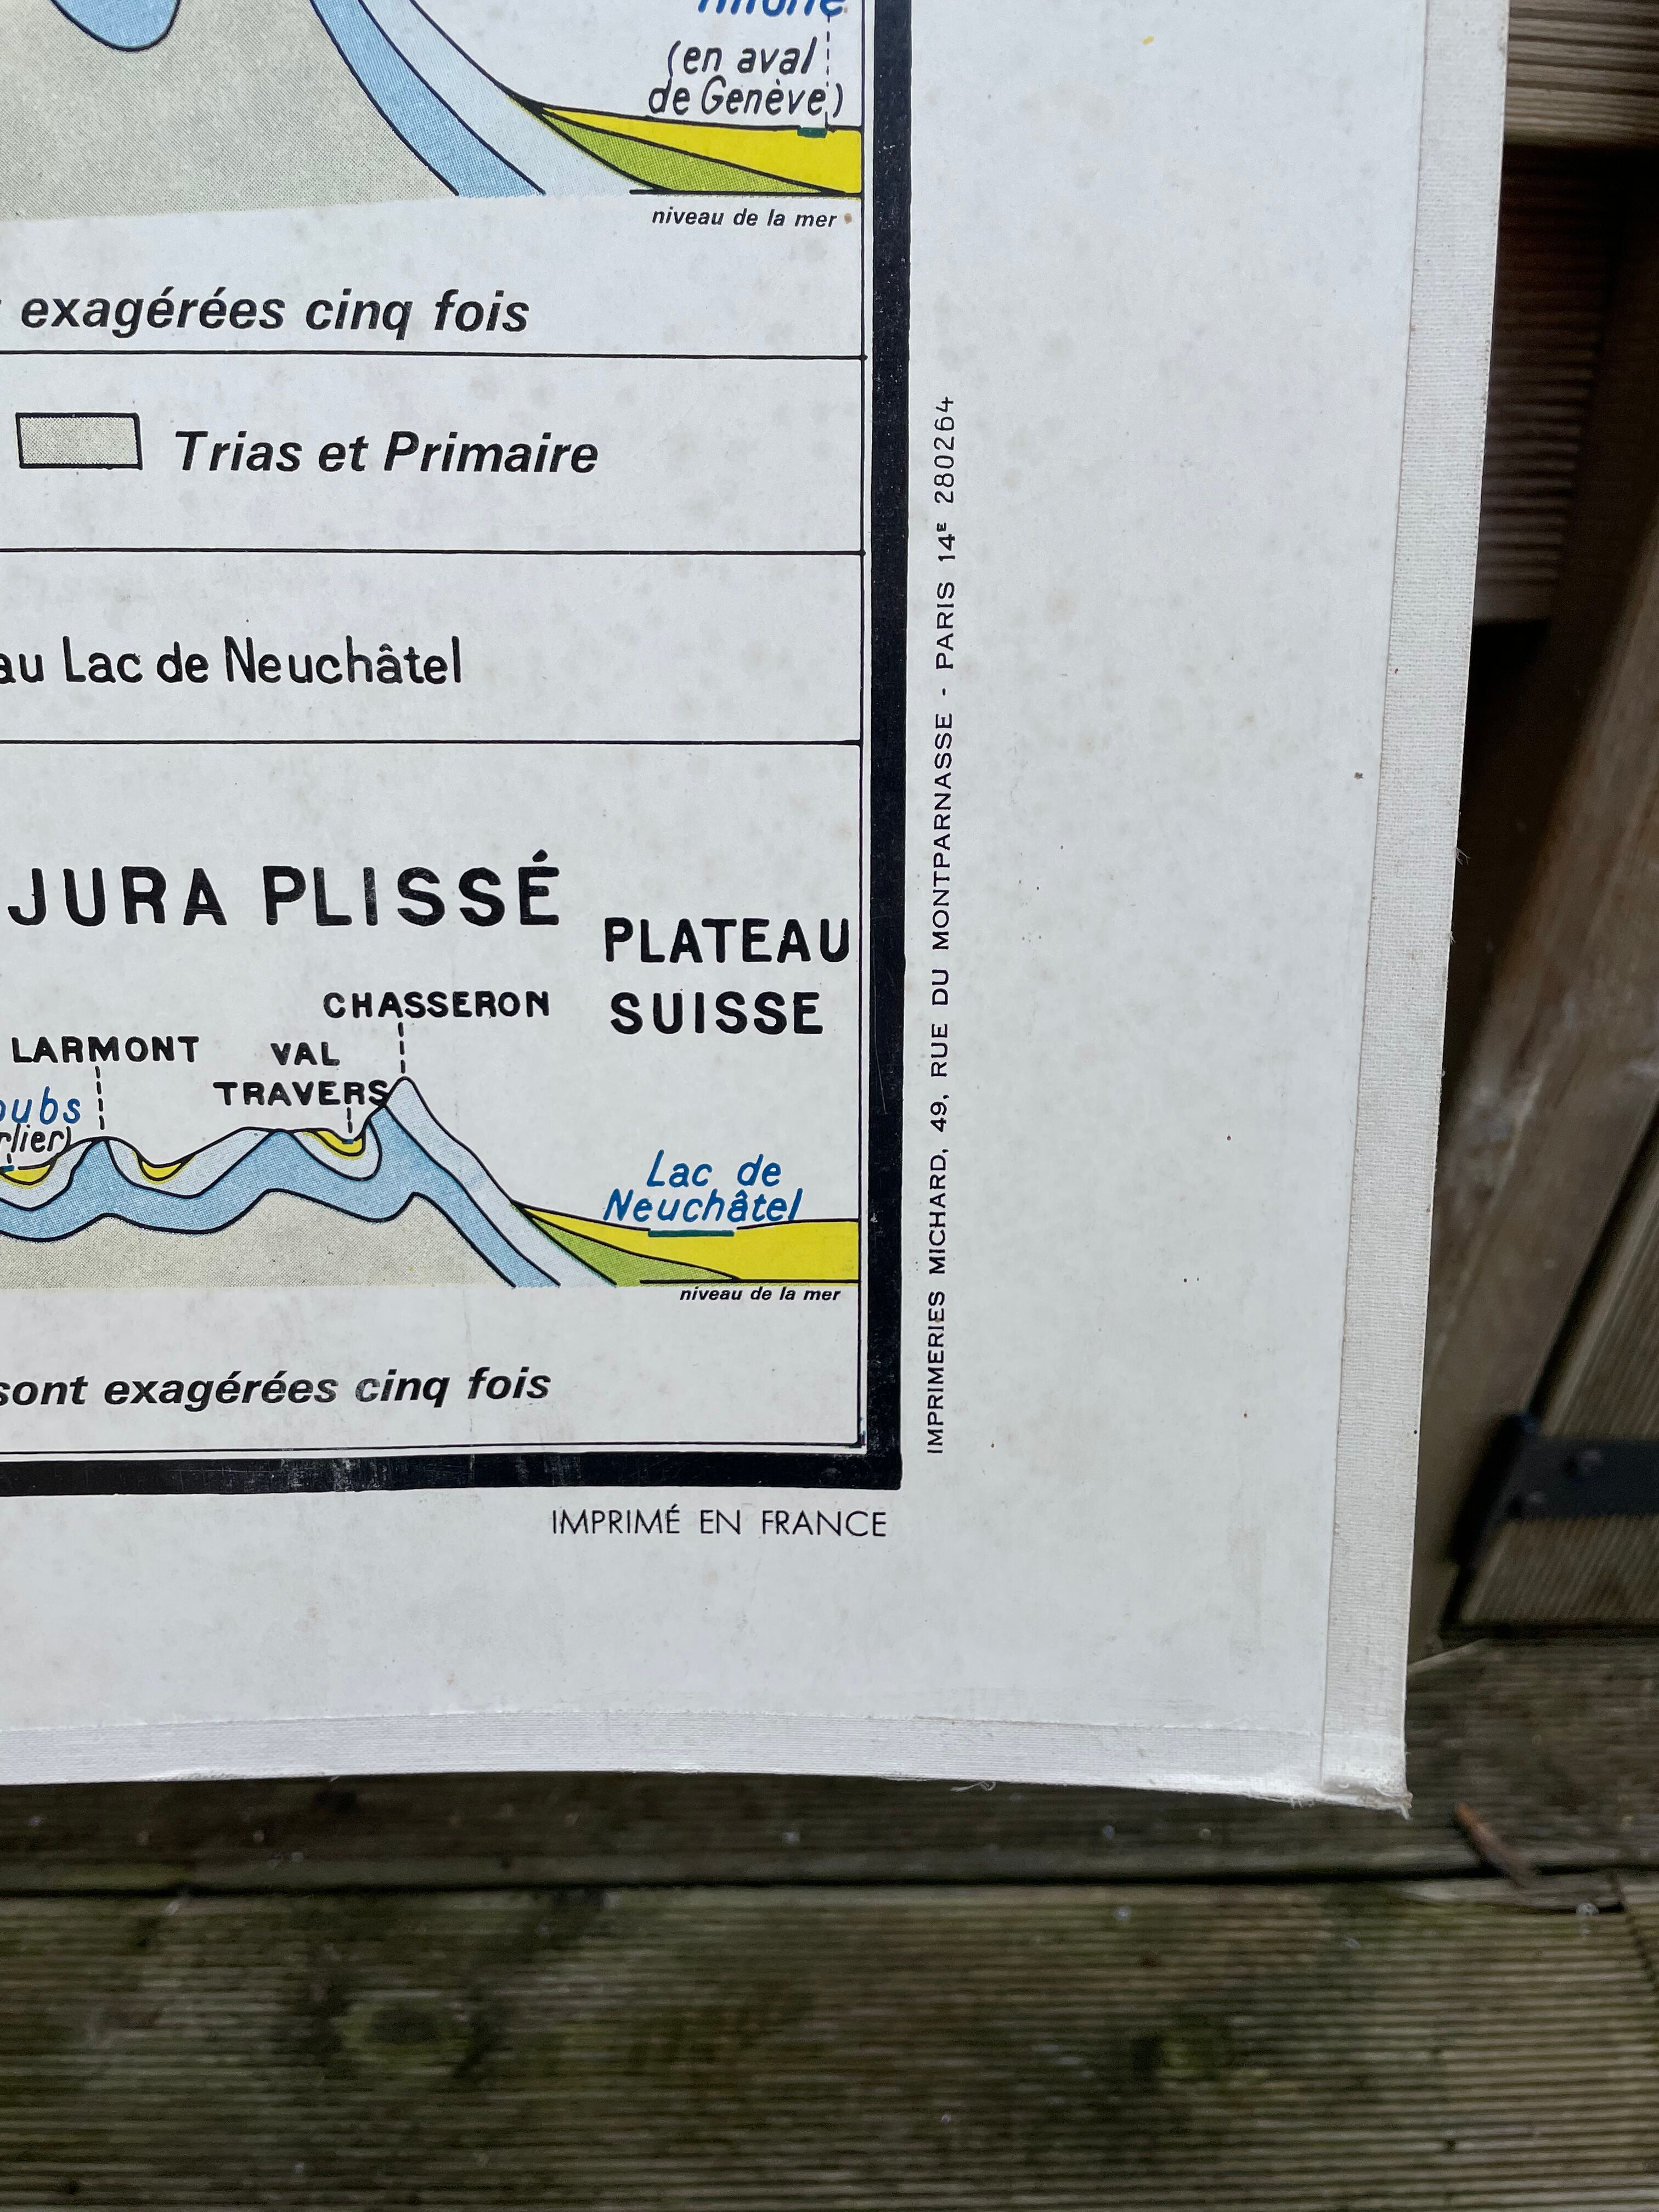 (en aval
de Genève)
niveau de la mer
exagérées cinq fois
Trias et Primaire
au Lac de Neuchâtel
JURA PLISSÉ
PLATEAU
SUISSE
CHASSERON
LARMONT
VAL
TRAVERS
Lac de
Neuchâtel
niveau de la mer
sont exagérées cinq fois
IMPRIMERIES MICHARD, 49, RUE DU MONTPARNASSE - PARIS 14E 280264
IMPRIMÉ EN FRANCE